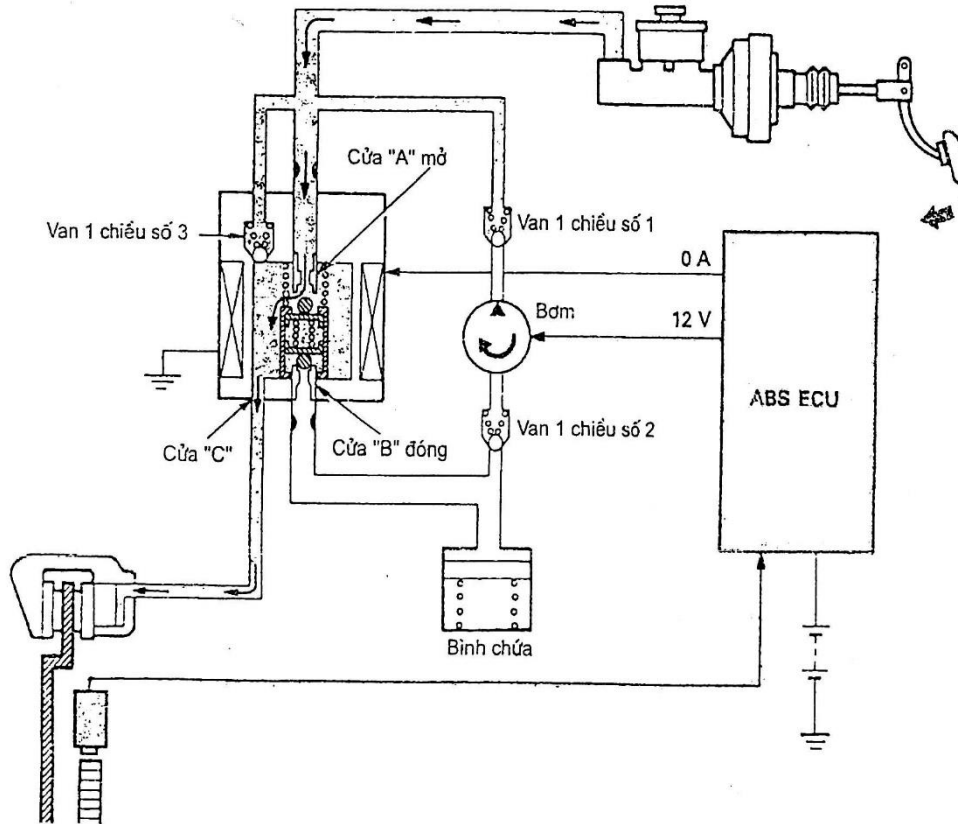 Cửa "A" mở
Van 1 chiều số 3
Van 1 chiều số 1
0 A
Bơm
12 V
ABS ECU
Van 1 chiều số 2
Cửa "C"
Cửa "B" đóng
Bình chứa